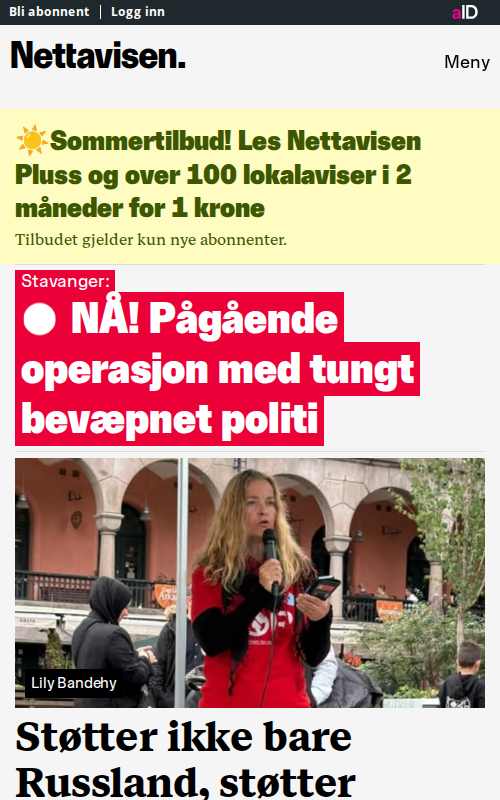 Bli abonnent | Logg inn
aID
Nettavisen.
Meny
☀️Sommertilbud! Les Nettavisen
Pluss og over 100 lokalaviser i 2
måneder for 1 krone
Tilbudet gjelder kun nye abonnenter.
Stavanger:
NÅ! Pågående
operasjon med tungt
bevæpnet politi
Lily Bandehy
Støtter ikke bare
Russland, støtter